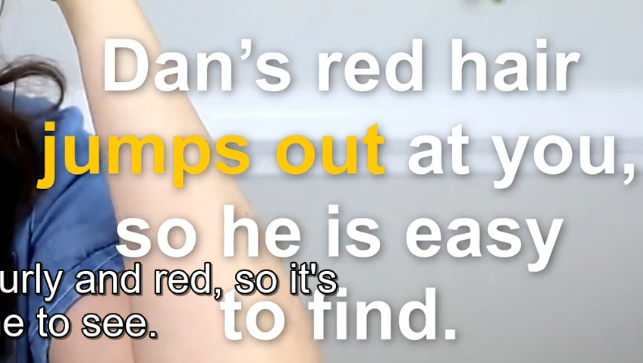 Dan's red hair
jumps out at you,
so he is easy
to find.
and red, so it's
to see.